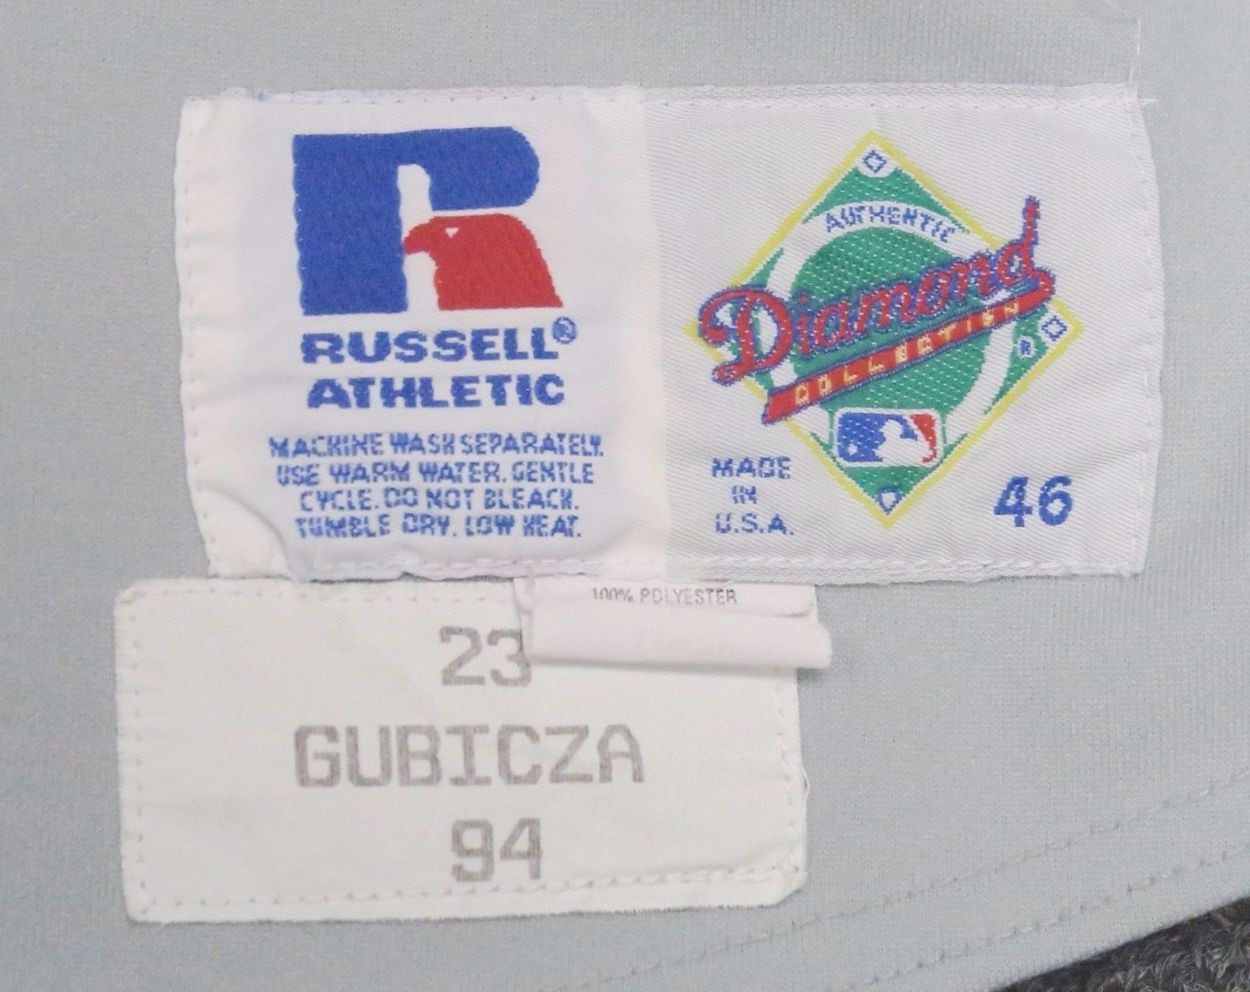 RUSSELL®
ATHLETIC
MACHINE WASH SEPARATELY.
USE WARM WATER. GENTLE
CYCLE. DO NOT BLEACH.
TUMBLE DRY. LOW HEAT.
AUTHENTIC
Diamond
COLLECTION
®
MADE
IN
U.S.A.
46
100% POLYESTER
23
GUBICZA
94